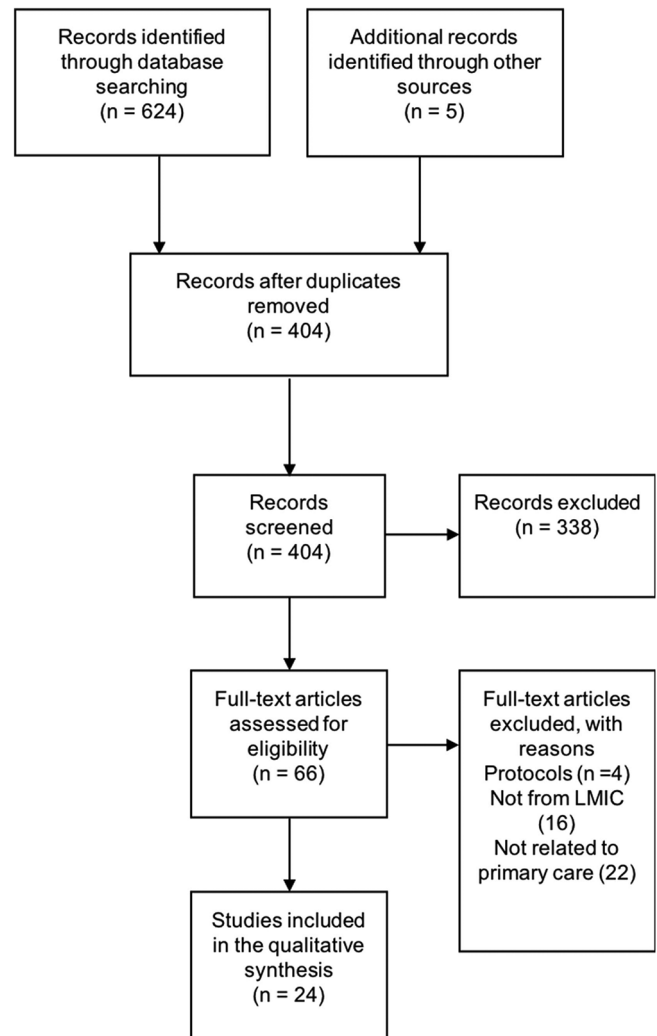 Records identified
through database
searching
(n = 624)
Additional records
identified through other
sources
(n = 5)
Records after duplicates
removed
(n = 404)
Records
screened
(n = 404)
Records excluded
(n = 338)
Full-text articles
assessed for
eligibility
(n = 66)
Full-text articles
excluded, with
reasons
Protocols (n =4)
Not from LMIC
(16)
Not related to
primary care (22)
Studies included
in the qualitative
synthesis
(n = 24)